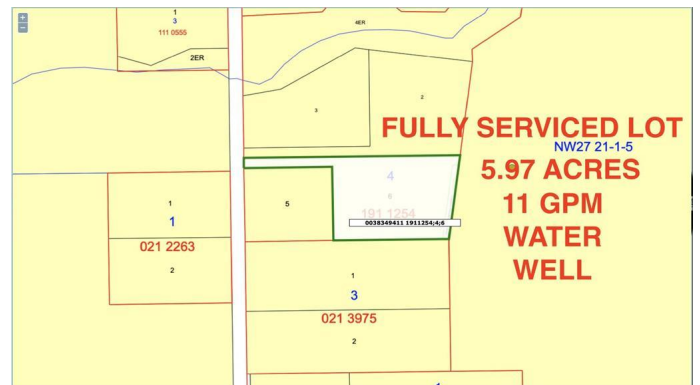 +
-
1
3
111 0555
2ER
4ER
3
2
FULLY SERVICED LOT
NW27 21-1-5
5.97 ACRES
11 GPM
WATER
WELL
4
6
191 1254
0038349411 1911254;4;6
5
1
1
021 2263
2
1
3
021 3975
2